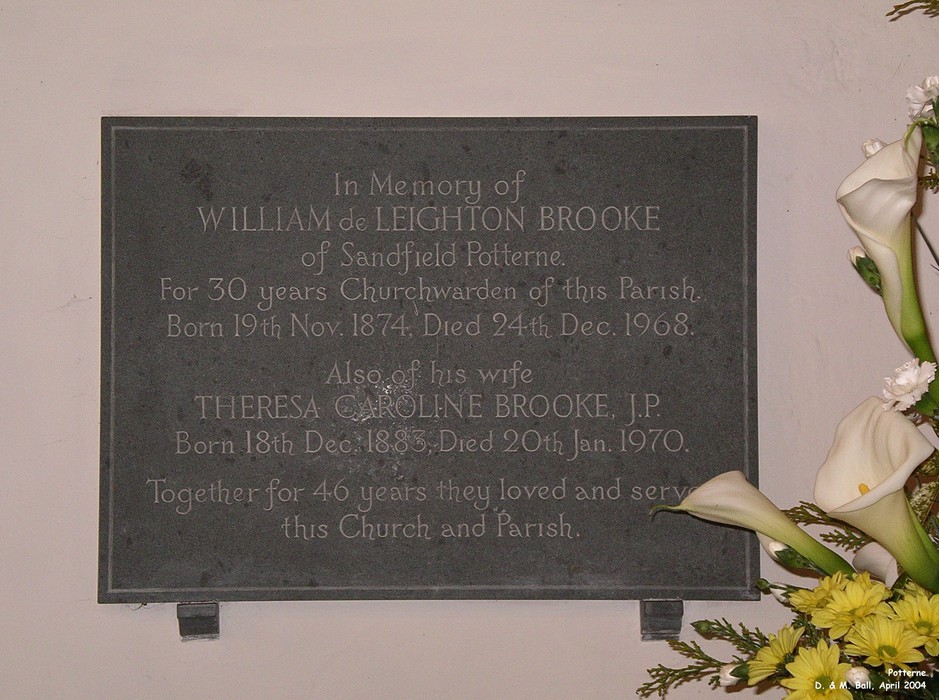 In Memory of
WILLIAM de LEIGHTON BROOKE
of Sandfield Potterne.
For 30 years Churchwarden of this Parish.
Born 19th Nov. 1874, Died 24th Dec. 1968.
Also of his wife
THERESA CAROLINE BROOKE, J.P.
Born 18th Dec. 1883, Died 20th Jan. 1970.
Together for 46 years they loved and serve
this Church and Parish.
Potterne.
D. & M. Ball, April 2004